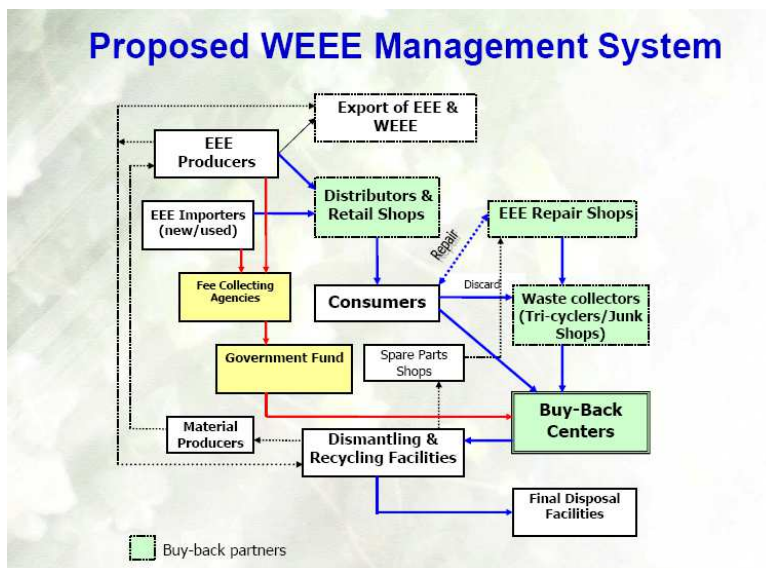 Proposed WEEE Management System
Export of EEE &
WEEE
EEE
Producers
Distributors &
Retail Shops
EEE Repair Shops
EEE Importers
(new/used)
Repair
Fee Collecting
Agencies
Consumers
Discard
Waste collectors
(Tri-cyclers/Junk
Shops)
Government Fund
Spare Parts
Shops
Buy-Back
Centers
Material
Producers
Dismantling &
Recycling Facilities
Final Disposal
Facilities
Buy-back partners